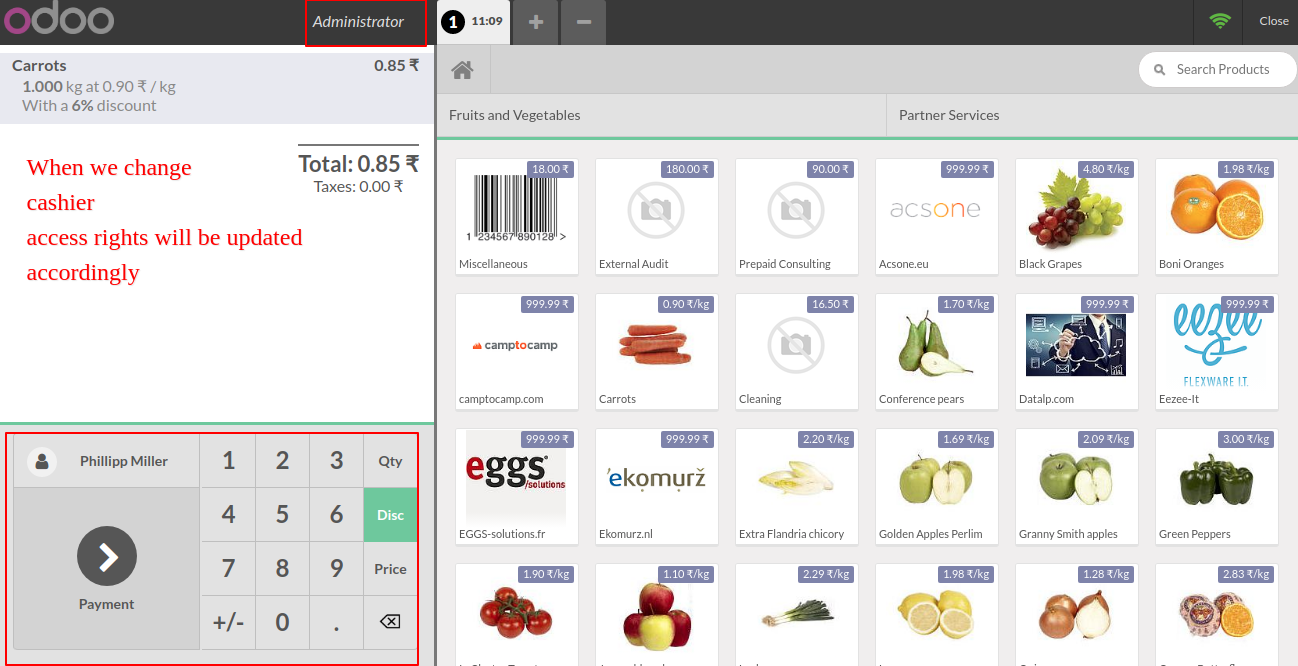 odoo
Administrator
1 11:09
Close
Search Products
Fruits and Vegetables
Partner Services
Carrots 0.85 ₹
1.000 kg at 0.90 ₹ / kg
With a 6% discount
Total: 0.85 ₹
Taxes: 0.00 ₹
When we change
cashier
access rights will be updated
accordingly
Phillipp Miller
1 2 3 Qty
4 5 6 Disc
7 8 9 Price
+/- 0 .
Payment
18.00 ₹
1 234567 890128 >
Miscellaneous
180.00 ₹
External Audit
90.00 ₹
Prepaid Consulting
999.99 ₹
acsone
Acsone.eu
4.80 ₹/kg
Black Grapes
1.98 ₹/kg
Boni Oranges
999.99 ₹
camptocamp
camptocamp.com
0.90 ₹/kg
Carrots
16.50 ₹
Cleaning
1.70 ₹/kg
Conference pears
999.99 ₹
Datalp.com
999.99 ₹
eezee
FLEXWARE I.T.
Eezee-It
999.99 ₹
eggs
/solutions
EGGS-solutions.fr
999.99 ₹
'ekomurž
Ekomurz.nl
2.20 ₹/kg
Extra Flandria chicory
1.69 ₹/kg
Golden Apples Perlim
2.09 ₹/kg
Granny Smith apples
3.00 ₹/kg
Green Peppers
1.90 ₹/kg
1.10 ₹/kg
2.29 ₹/kg
1.98 ₹/kg
1.28 ₹/kg
2.83 ₹/kg